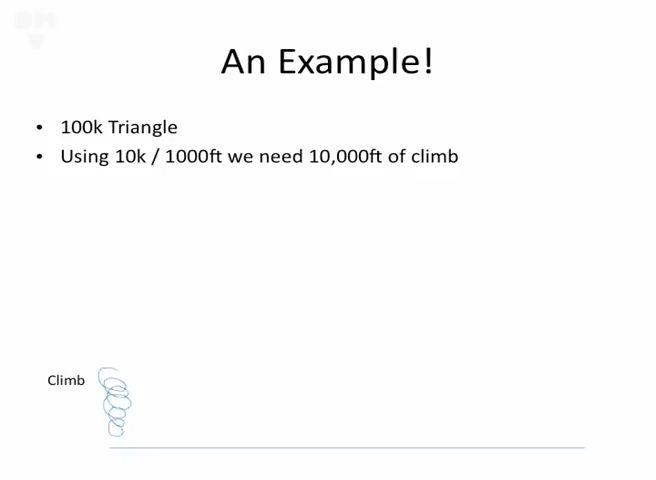 An Example!
• 100k Triangle
• Using 10k / 1000ft we need 10,000ft of climb
Climb